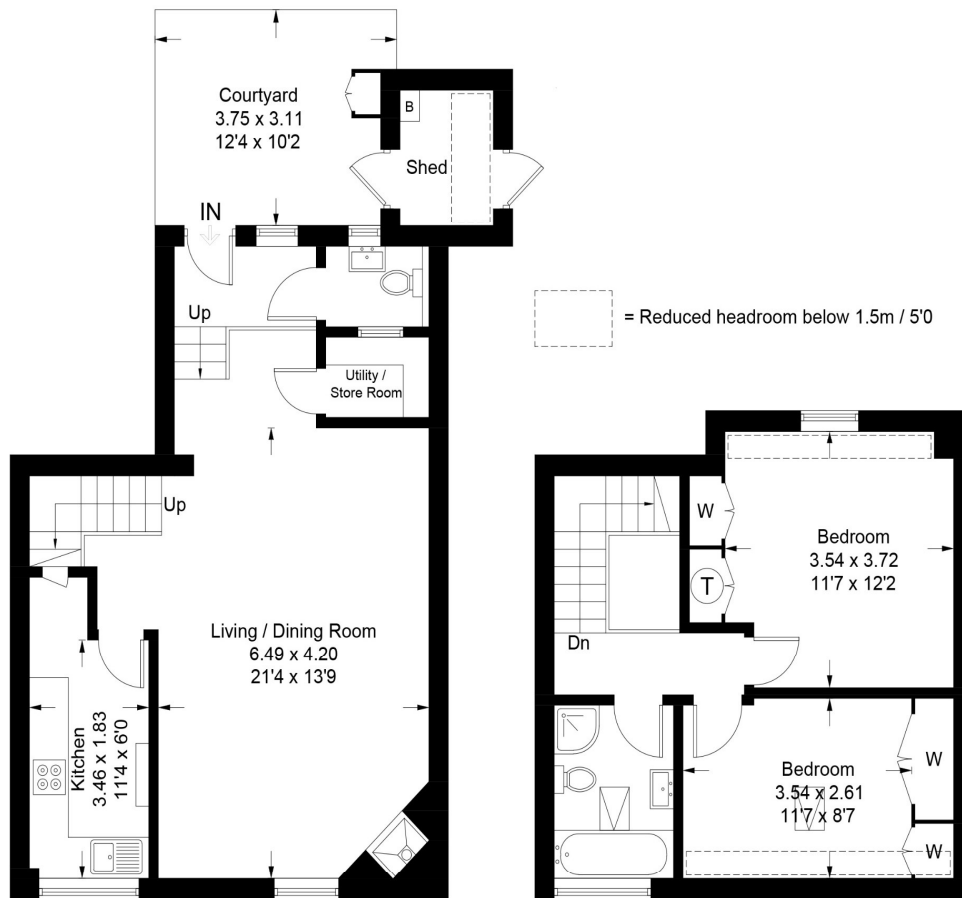 Courtyard
3.75 x 3.11
12'4 x 10'2
B
Shed
IN
Up
Utility /
Store Room
Up
Living / Dining Room
6.49 x 4.20
21'4 x 13'9
Kitchen
3.46 x 1.83
11'4 x 6'0
= Reduced headroom below 1.5m / 5'0
W
Bedroom
3.54 x 3.72
11'7 x 12'2
T
Dn
Bedroom
3.54 x 2.61
11'7 x 8'7
W
W